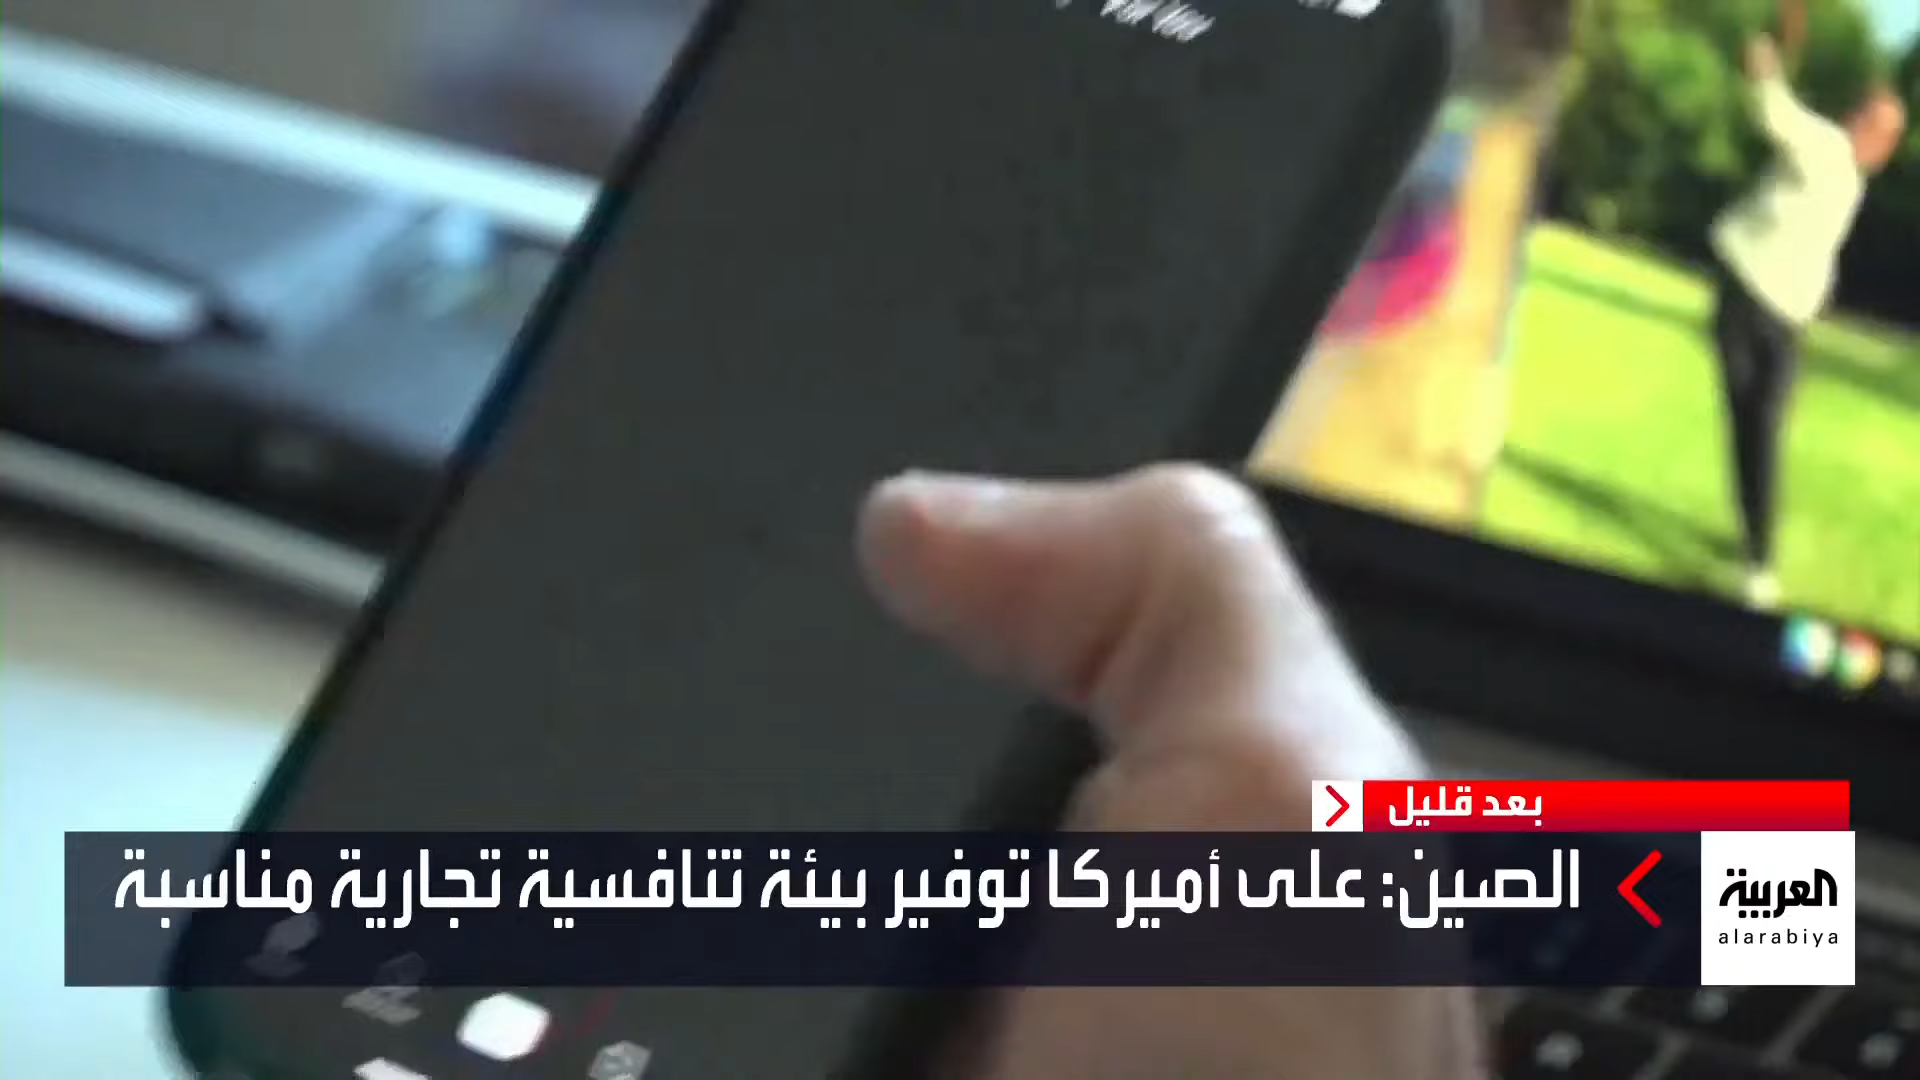 بعد قليل
الصين: على أميركا توفير بيئة تنافسية تجارية مناسبة
العربية
alarabiya